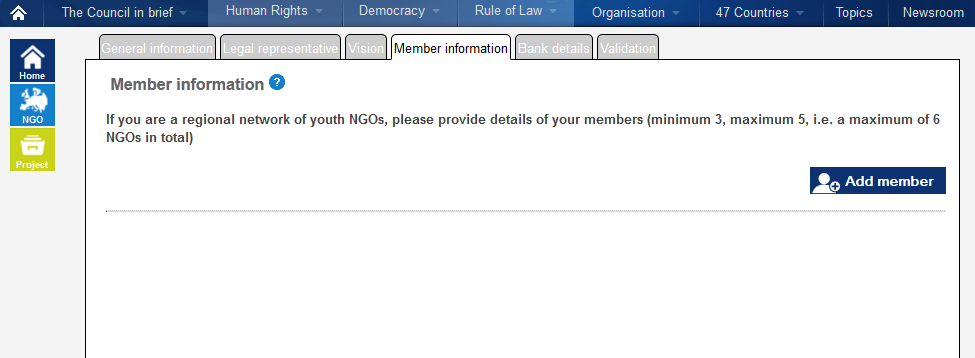 The Council in brief Human Rights Democracy Rule of Law Organisation 47 Countries Topics Newsroom
Home
NGO
Project
General information Legal representative Vision Member information Bank details Validation
Member information ?
If you are a regional network of youth NGOs, please provide details of your members (minimum 3, maximum 5, i.e. a maximum of 6
NGOs in total)
Add member